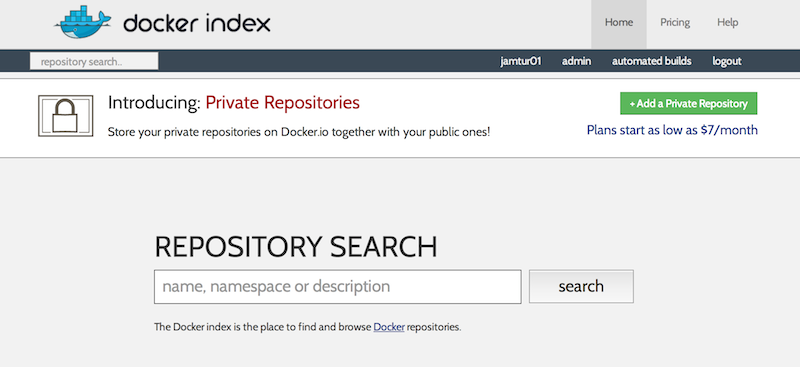 docker index
Home Pricing Help
repository search..
jamtur01 admin automated builds logout
Introducing: Private Repositories
+ Add a Private Repository
Store your private repositories on Docker.io together with your public ones!
Plans start as low as $7/month
REPOSITORY SEARCH
name, namespace or description
search
The Docker index is the place to find and browse Docker repositories.